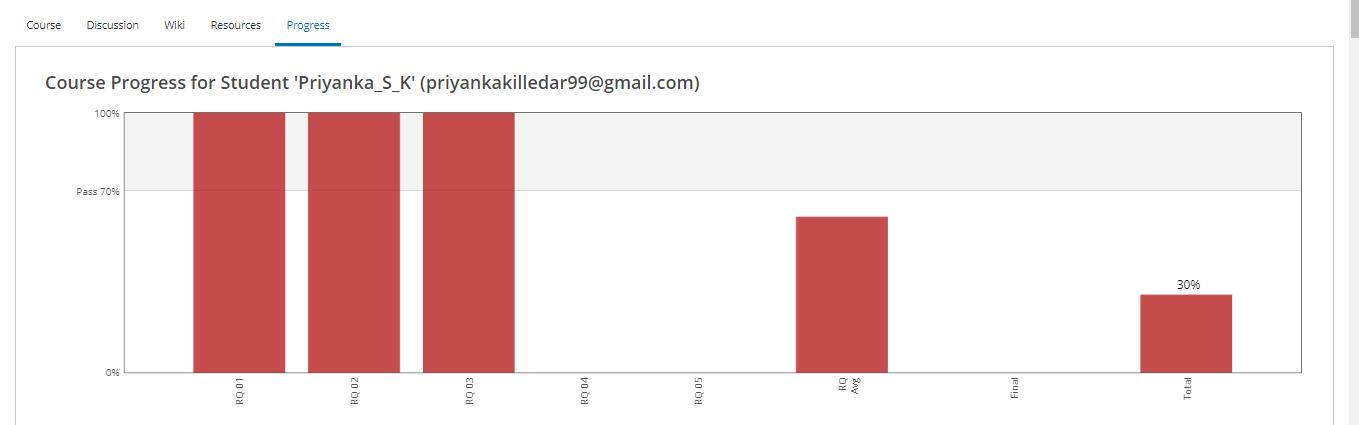 Course Discussion Wiki Resources Progress
Course Progress for Student 'Priyanka_S_K' (priyankakilledar99@gmail.com)
100%
Pass 70%
30%
0%
RQ 01
RQ 02
RQ 03
RQ 04
RQ 05
RQ
Avg
Final
Total